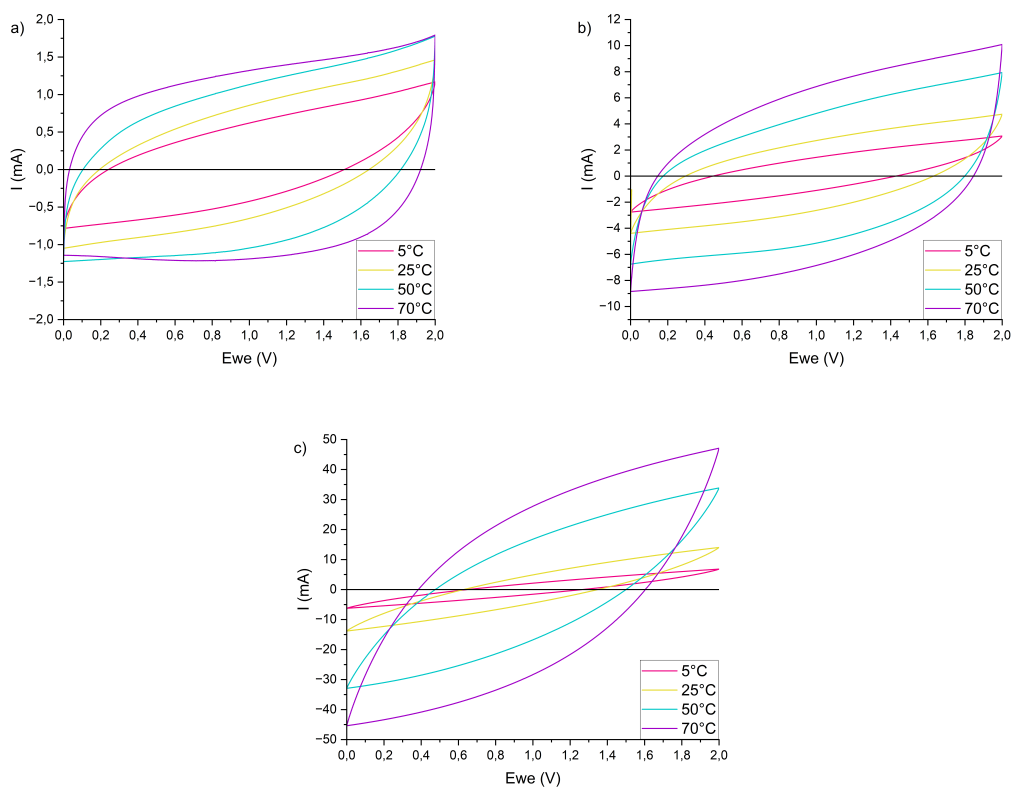 a)
I (mA)
2,0
1,5
1,0
0,5
0,0
−0,5
−1,0
−1,5
−2,0
0,0 0,2 0,4 0,6 0,8 1,0 1,2 1,4 1,6 1,8 2,0
Ewe (V)
5°C
25°C
50°C
70°C
b)
I (mA)
12
10
8
6
4
2
0
−2
−4
−6
−8
−10
0,0 0,2 0,4 0,6 0,8 1,0 1,2 1,4 1,6 1,8 2,0
Ewe (V)
5°C
25°C
50°C
70°C
c)
I (mA)
50
40
30
20
10
0
−10
−20
−30
−40
−50
0,0 0,2 0,4 0,6 0,8 1,0 1,2 1,4 1,6 1,8 2,0
Ewe (V)
5°C
25°C
50°C
70°C